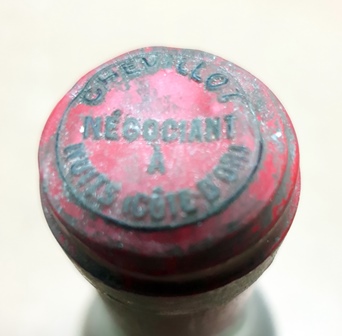 CHEVILLOT
NÉGOCIANT
À
NUITS (CÔTE D'OR)